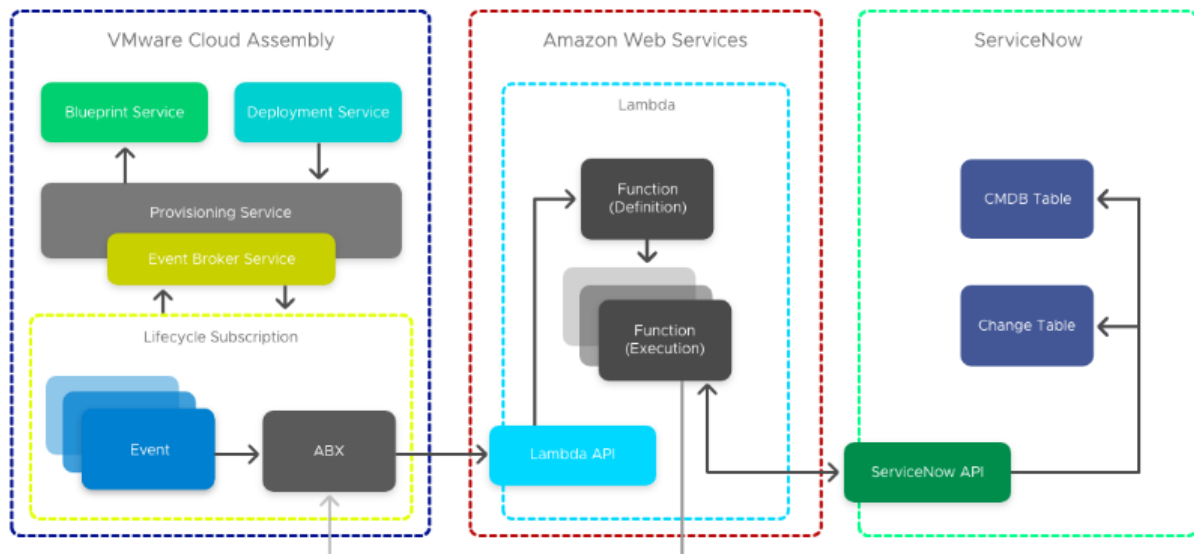 VMware Cloud Assembly
Blueprint Service
Deployment Service
Provisioning Service
Event Broker Service
Lifecycle Subscription
Event
ABX
Amazon Web Services
Lambda
Function
(Definition)
Function
(Execution)
Lambda API
ServiceNow
CMDB Table
Change Table
ServiceNow API